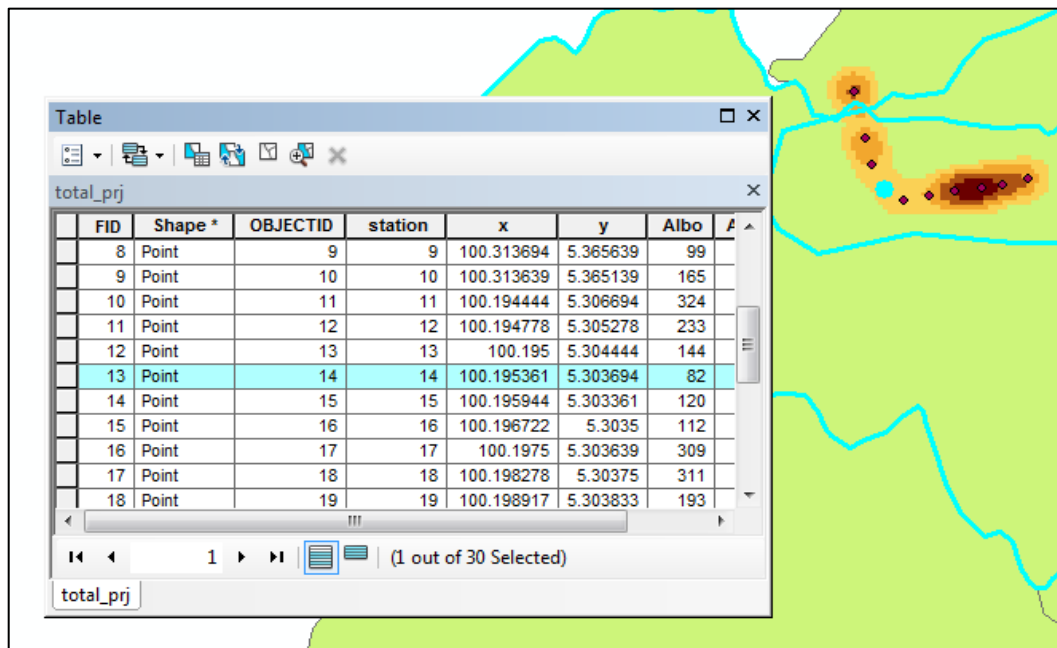 Table
total_prj
FID Shape * OBJECTID station x y Albo A
8 Point 9 9 100.313694 5.365639 99
9 Point 10 10 100.313639 5.365139 165
10 Point 11 11 100.194444 5.306694 324
11 Point 12 12 100.194778 5.305278 233
12 Point 13 13 100.195 5.304444 144
13 Point 14 14 100.195361 5.303694 82
14 Point 15 15 100.195944 5.303361 120
15 Point 16 16 100.196722 5.3035 112
16 Point 17 17 100.1975 5.303639 309
17 Point 18 18 100.198278 5.30375 311
18 Point 19 19 100.198917 5.303833 193
1 (1 out of 30 Selected)
total_prj